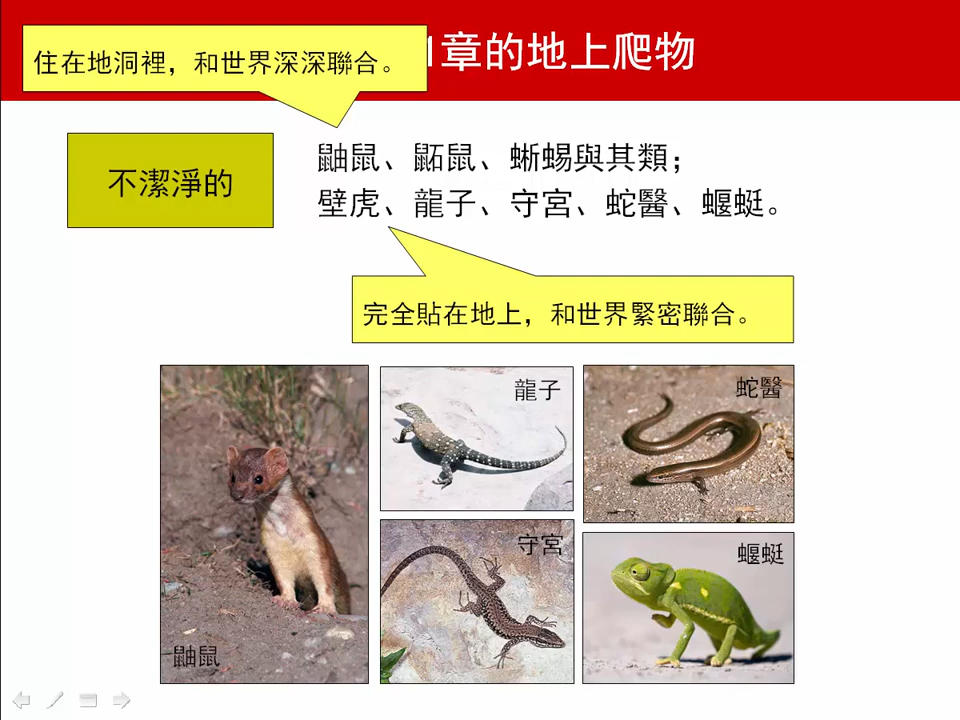 住在地洞裡，和世界深深聯合。
章的地上爬物
不潔淨的
鼬鼠、鼫鼠、蜥蜴與其類；
壁虎、龍子、守宮、蛇醫、蝘蜓。
完全貼在地上，和世界緊密聯合。
龍子
蛇醫
守宮
蝘蜓
鼬鼠